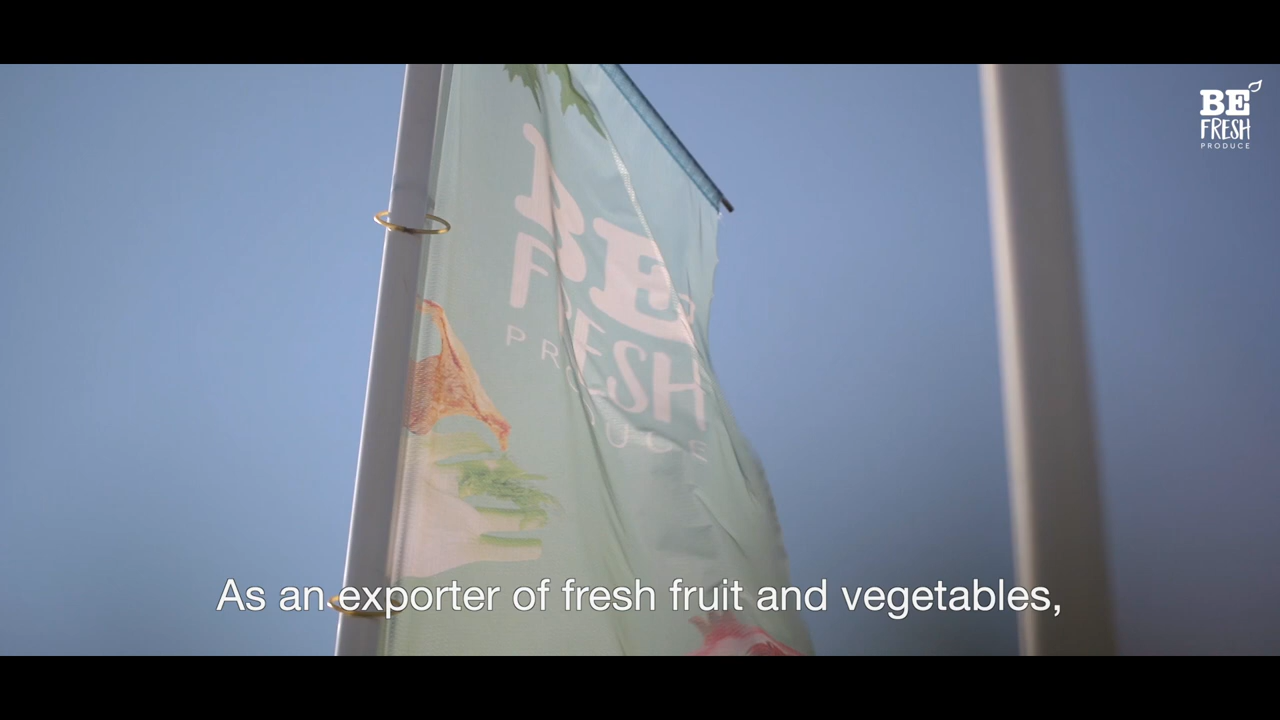 BE
FRESH
PRODUCE
BE
FRESH
PRODUCE
As an exporter of fresh fruit and vegetables,